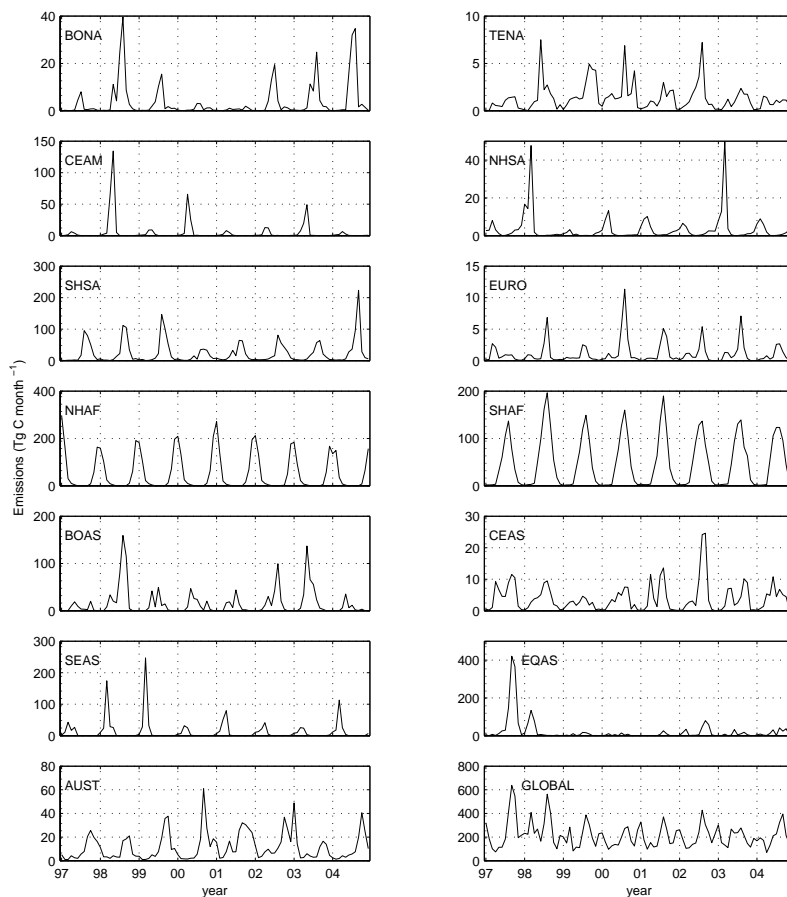 40
BONA
20
0
10
TENA
5
0
150
CEAM
100
50
0
NHSA
40
20
0
300
SHSA
200
100
0
15
EURO
10
5
0
400
NHAF
200
0
200
SHAF
100
0
200
BOAS
100
0
30
CEAS
20
10
0
300
SEAS
200
100
0
EQAS
400
200
0
80
AUST
60
40
20
0
97 98 99 00 01 02 03 04
year
800
GLOBAL
600
400
200
0
97 98 99 00 01 02 03 04
year
Emissions (Tg C month −1)